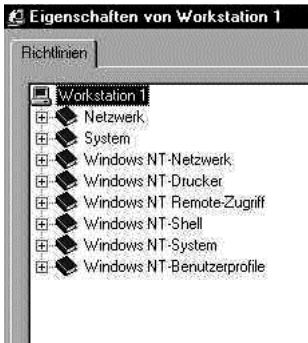 Eigenschaften von Workstation 1
Richtlinien
Workstation 1
Netzwerk
System
Windows NT-Netzwerk
Windows NT-Drucker
Windows NT Remote-Zugriff
Windows NT-Shell
Windows NT-System
Windows NT-Benutzerprofile